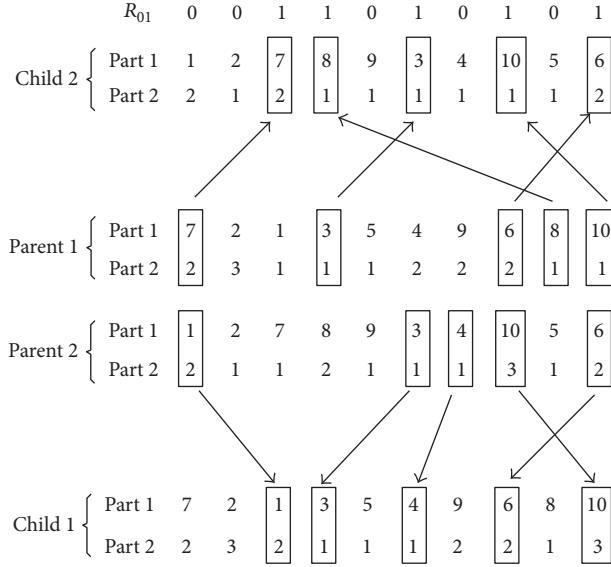 R01 0 0 1 1 0 1 0 1 0 1
Child 2
Part 1 1 2 7 8 9 3 4 10 5 6
Part 2 2 1 2 1 1 1 1 1 1 2
Parent 1
Part 1 7 2 1 3 5 4 9 6 8 10
Part 2 2 3 1 1 1 2 2 2 1 1
Parent 2
Part 1 1 2 7 8 9 3 4 10 5 6
Part 2 2 1 1 2 1 1 1 3 1 2
Child 1
Part 1 7 2 1 3 5 4 9 6 8 10
Part 2 2 3 2 1 1 1 2 2 1 3